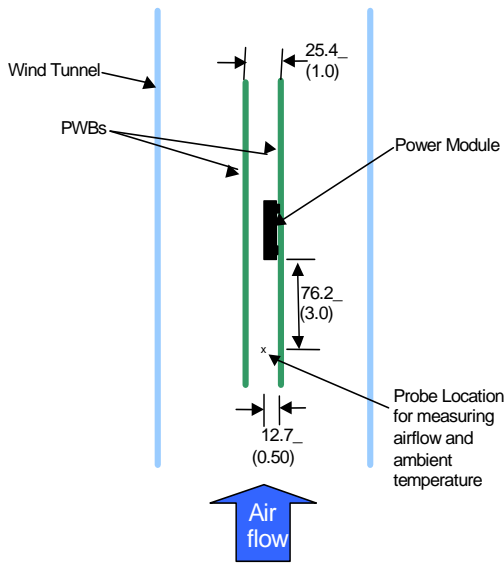 25.4_
(1.0)
Wind Tunnel
PWBs
Power Module
76.2_
(3.0)
x
Probe Location
for measuring
airflow and
ambient
temperature
12.7_
(0.50)
Air
flow